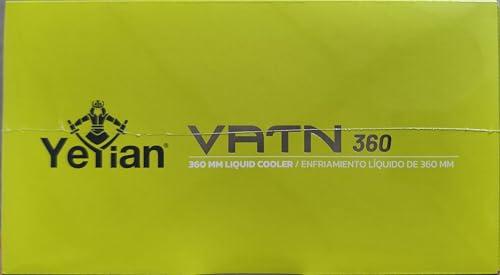 VATN 360
YeYian®
360 MM LIQUID COOLER / ENFRIAMIENTO LÍQUIDO DE 360 MM